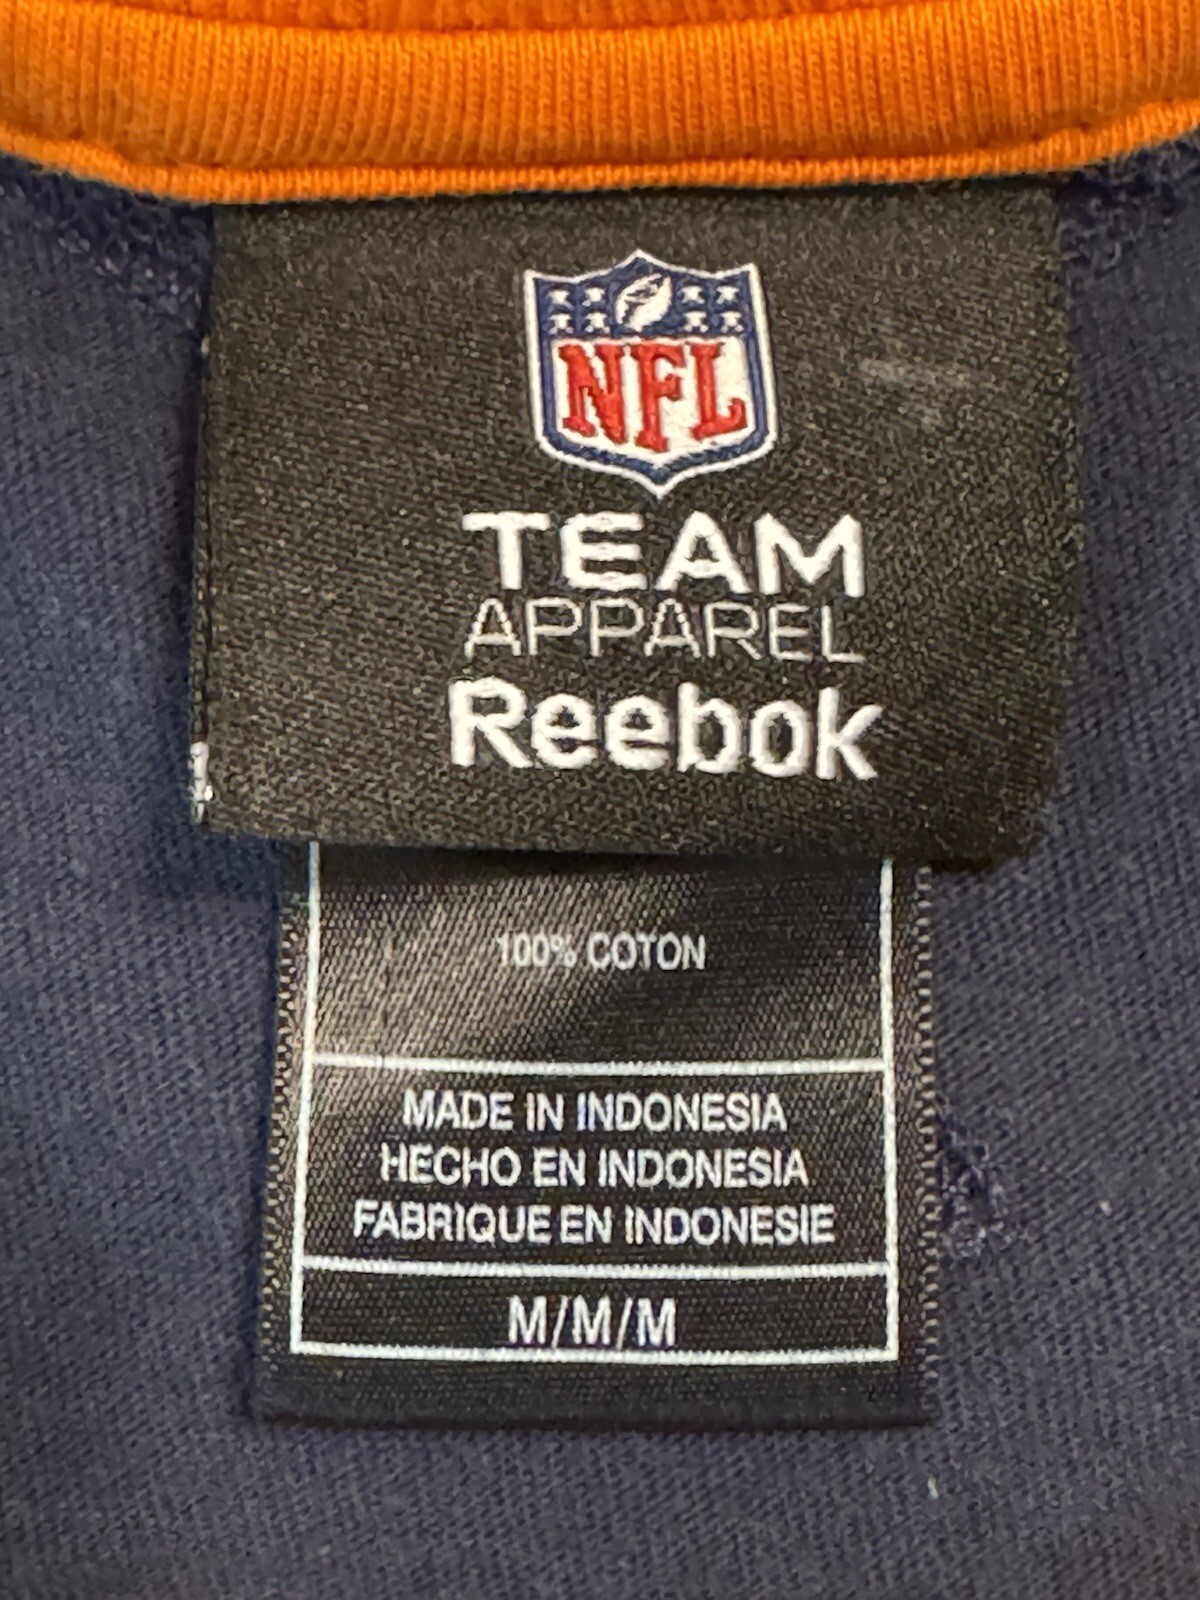 NFL
TEAM
APPAREL
Reebok
100% COTON
MADE IN INDONESIA
HECHO EN INDONESIA
FABRIQUE EN INDONESIE
M/M/M